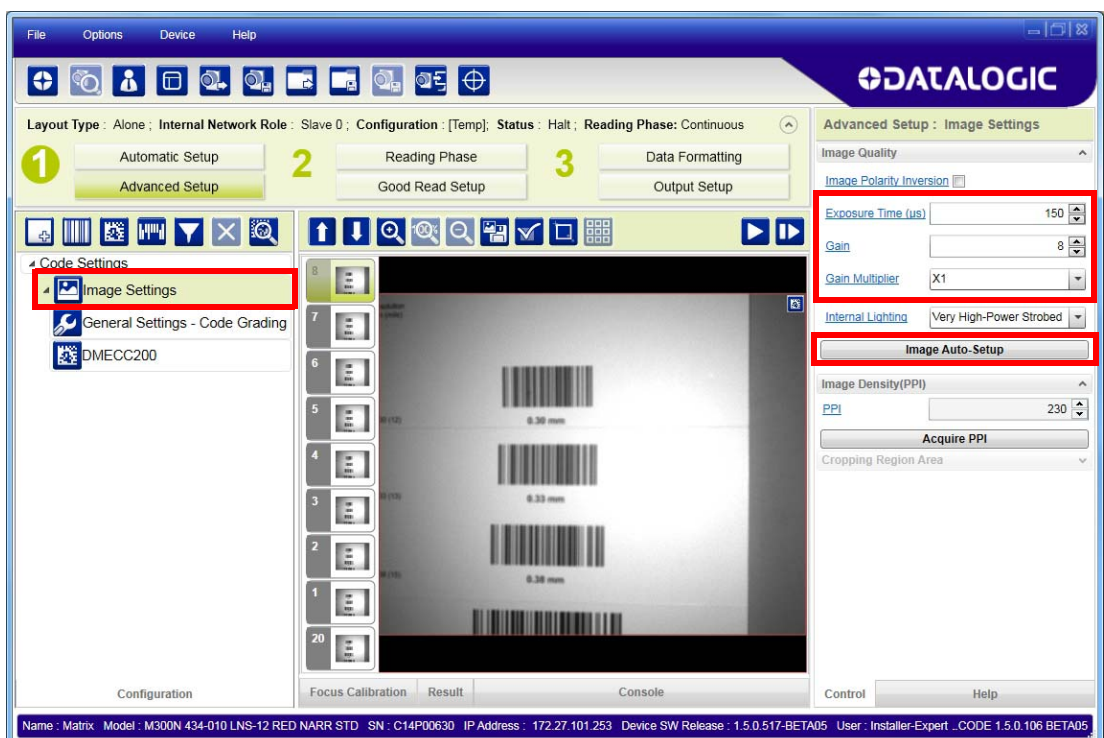 File Options Device Help
DATALOGIC
Layout Type : Alone ; Internal Network Role : Slave 0 ; Configuration : [Temp]; Status : Halt ; Reading Phase: Continuous
1 Automatic Setup
Advanced Setup
2 Reading Phase
Good Read Setup
3 Data Formatting
Output Setup
Code Settings
Image Settings
General Settings - Code Grading
DMECC200
Configuration
100%
8
7
6
5
4
3
2
1
20
0.30 mm
0.33 mm
0.38 mm
Focus Calibration Result Console
Advanced Setup : Image Settings
Image Quality
Image Polarity Inversion
Exposure Time (µs) 150
Gain 8
Gain Multiplier X1
Internal Lighting Very High-Power Strobed
Image Auto-Setup
Image Density(PPI)
PPI 230
Acquire PPI
Cropping Region Area
Control Help
Name : Matrix Model : M300N 434-010 LNS-12 RED NARR STD SN : C14P00630 IP Address : 172.27.101.253 Device SW Release : 1.5.0.517-BETA05 User : Installer-Expert ..CODE 1.5.0.106 BETA05